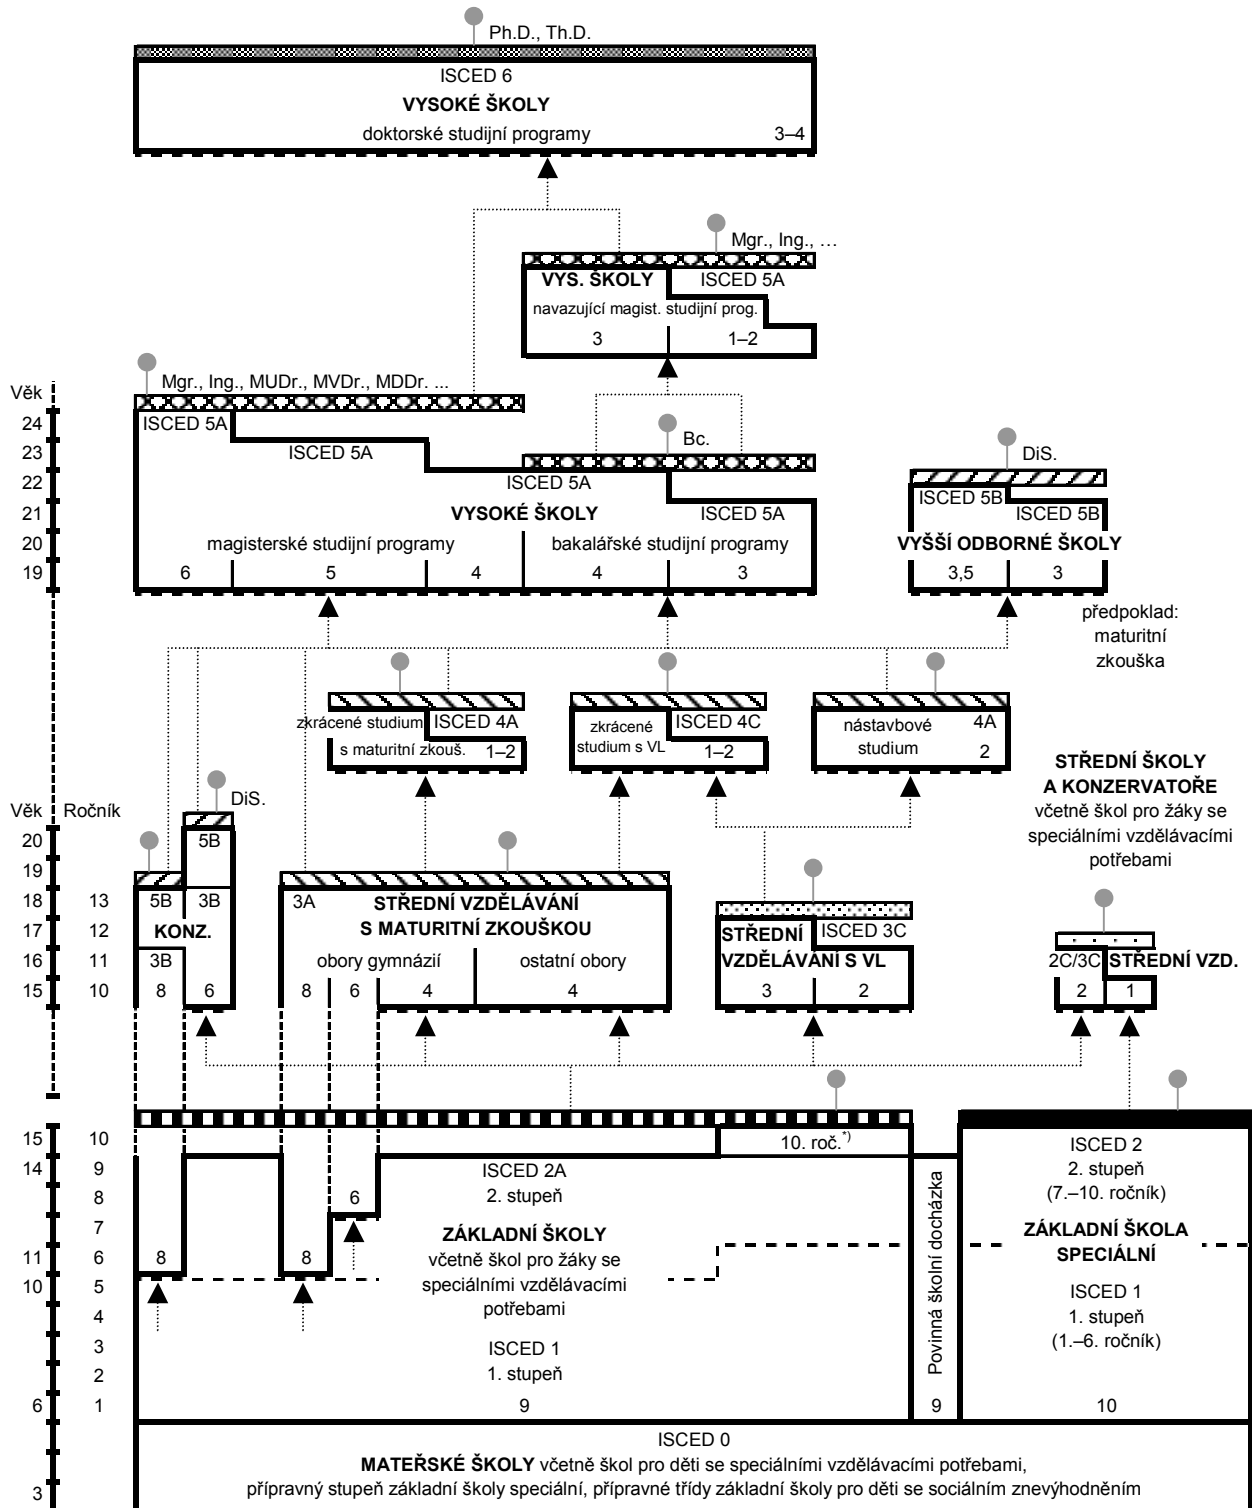 Ph.D., Th.D.
ISCED 6
VYSOKÉ ŠKOLY
doktorské studijní programy 3–4
Mgr., Ing., …
VYS. ŠKOLY ISCED 5A
navazující magist. studijní prog.
3 1–2
Mgr., Ing., MUDr., MVDr., MDDr. ...
Věk
24 ISCED 5A
23 ISCED 5A Bc. DiS.
22 ISCED 5A ISCED 5B
21 VYSOKÉ ŠKOLY ISCED 5A ISCED 5B
20 magisterské studijní programy bakalářské studijní programy VYŠŠÍ ODBORNÉ ŠKOLY
19 6 5 4 4 3 3,5 3
předpoklad:
maturitní
zkouška
zkrácené studium ISCED 4A
s maturitní zkouš. 1–2
zkrácené ISCED 4C
studium s VL 1–2
nástavbové 4A
studium 2
STŘEDNÍ ŠKOLY
A KONZERVATOŘE
včetně škol pro žáky se
speciálními vzdělávacími
potřebami
Věk Ročník DiS.
20 5B
19
18 13 5B 3B 3A STŘEDNÍ VZDĚLÁVÁNÍ
17 12 KONZ. S MATURITNÍ ZKOUŠKOU STŘEDNÍ ISCED 3C
16 11 3B obory gymnázií ostatní obory VZDĚLÁVÁNÍ S VL 2C/3C STŘEDNÍ VZD.
15 10 8 6 8 6 4 4 3 2 2 1
15 10 10. roč.*) ISCED 2
14 9 ISCED 2A 2. stupeň
8 6 2. stupeň (7.–10. ročník)
7 ZÁKLADNÍ ŠKOLY ZÁKLADNÍ ŠKOLA
11 6 8 8 včetně škol pro žáky se SPECIÁLNÍ
10 5 speciálními vzdělávacími ISCED 1
4 potřebami 1. stupeň
3 ISCED 1 (1.–6. ročník)
2 1. stupeň
Povinná školní docházka
6 1 9 9 10
ISCED 0
MATEŘSKÉ ŠKOLY včetně škol pro děti se speciálními vzdělávacími potřebami,
3 přípravný stupeň základní školy speciální, přípravné třídy základní školy pro děti se sociálním znevýhodněním